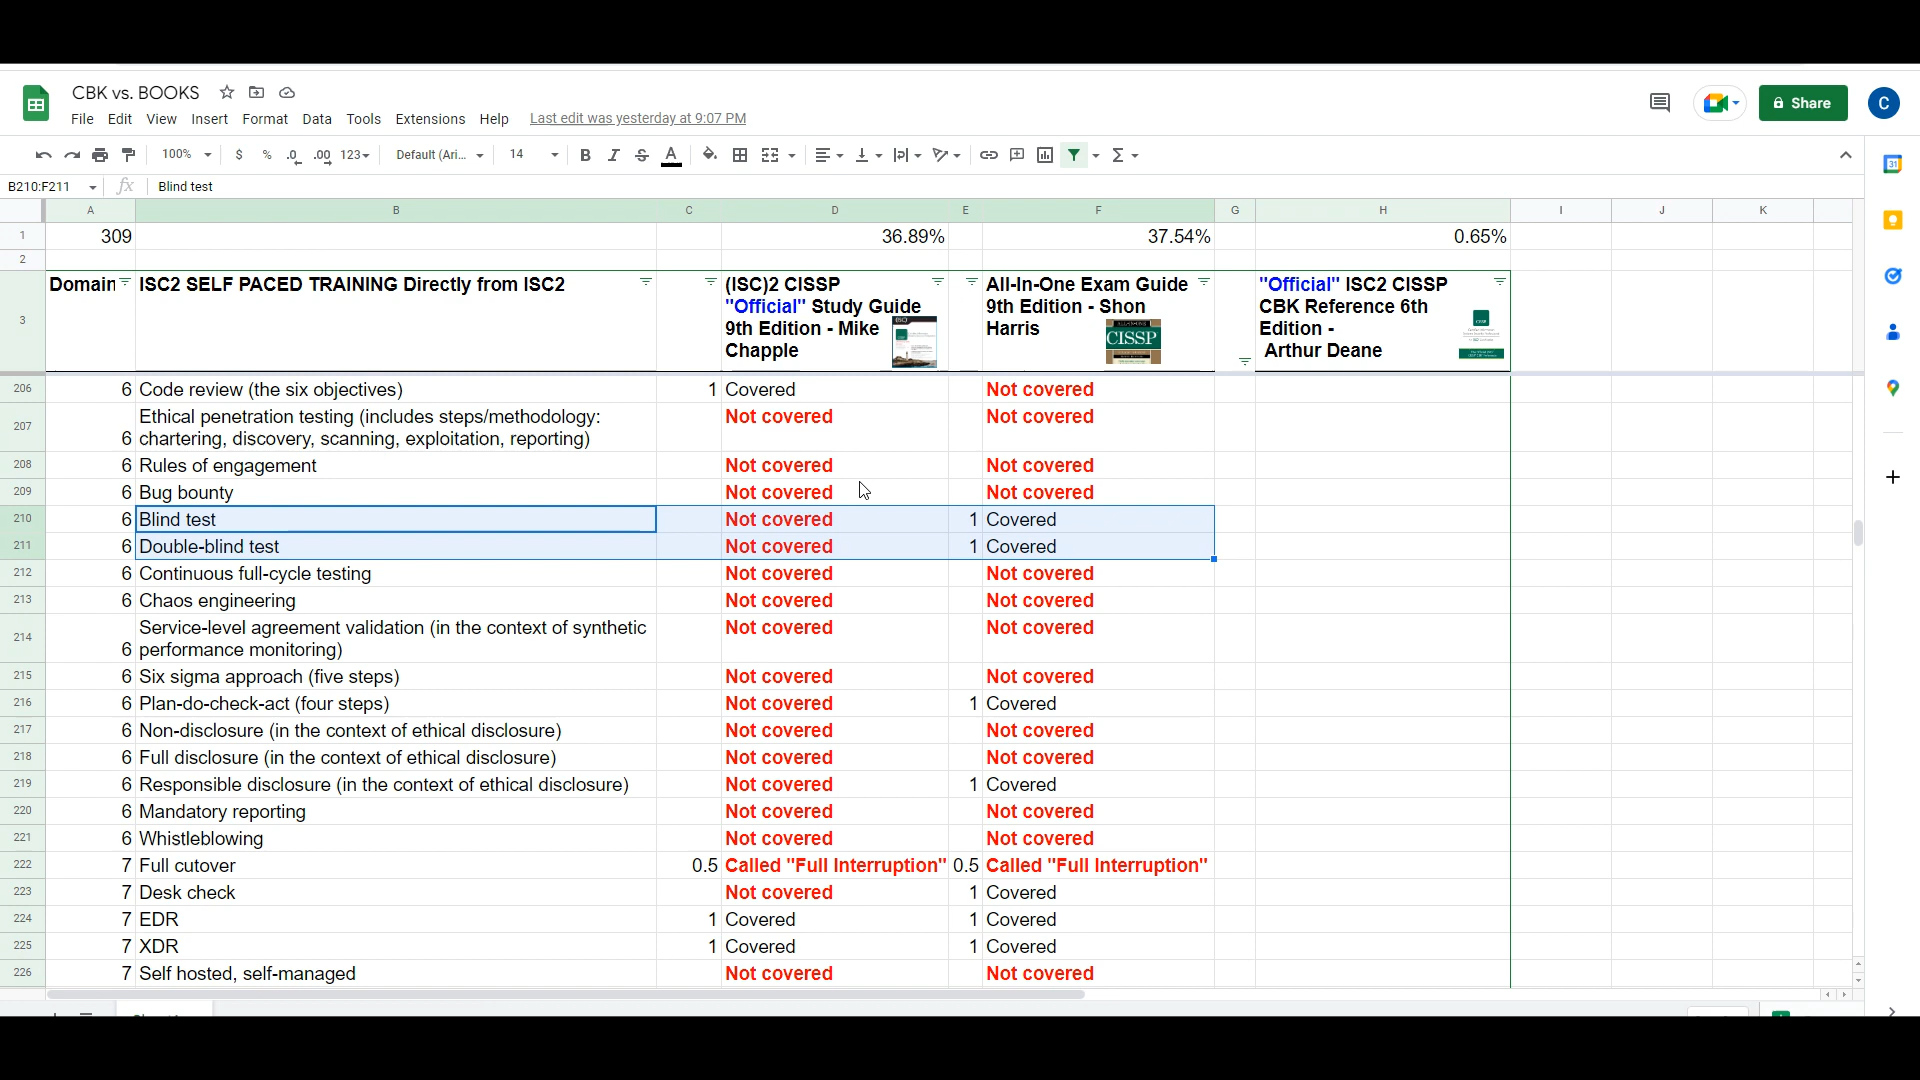 CBK vs. BOOKS
File Edit View Insert Format Data Tools Extensions Help Last edit was yesterday at 9:07 PM
Share
C
100% $ % .0 .00 123 Default (Ari... 14 B I S A
31
B210:F211 fx Blind test
A B C D E F G H I J K
1 309 36.89% 37.54% 0.65%
2
3
Domain
ISC2 SELF PACED TRAINING Directly from ISC2
(ISC)2 CISSP
"Official" Study Guide
9th Edition - Mike
Chapple
All-In-One Exam Guide
9th Edition - Shon
Harris
CISSP
"Official" ISC2 CISSP
CBK Reference 6th
Edition -
Arthur Deane
206 6 Code review (the six objectives) 1 Covered Not covered
207 6 Ethical penetration testing (includes steps/methodology: Not covered Not covered
chartering, discovery, scanning, exploitation, reporting)
208 6 Rules of engagement Not covered Not covered
209 6 Bug bounty Not covered Not covered
210 6 Blind test Not covered 1 Covered
211 6 Double-blind test Not covered 1 Covered
212 6 Continuous full-cycle testing Not covered Not covered
213 6 Chaos engineering Not covered Not covered
214 6 Service-level agreement validation (in the context of synthetic Not covered Not covered
performance monitoring)
215 6 Six sigma approach (five steps) Not covered Not covered
216 6 Plan-do-check-act (four steps) Not covered 1 Covered
217 6 Non-disclosure (in the context of ethical disclosure) Not covered Not covered
218 6 Full disclosure (in the context of ethical disclosure) Not covered Not covered
219 6 Responsible disclosure (in the context of ethical disclosure) Not covered 1 Covered
220 6 Mandatory reporting Not covered Not covered
221 6 Whistleblowing Not covered Not covered
222 7 Full cutover 0.5 Called "Full Interruption" 0.5 Called "Full Interruption"
223 7 Desk check Not covered 1 Covered
224 7 EDR 1 Covered 1 Covered
225 7 XDR 1 Covered 1 Covered
226 7 Self hosted, self-managed Not covered Not covered